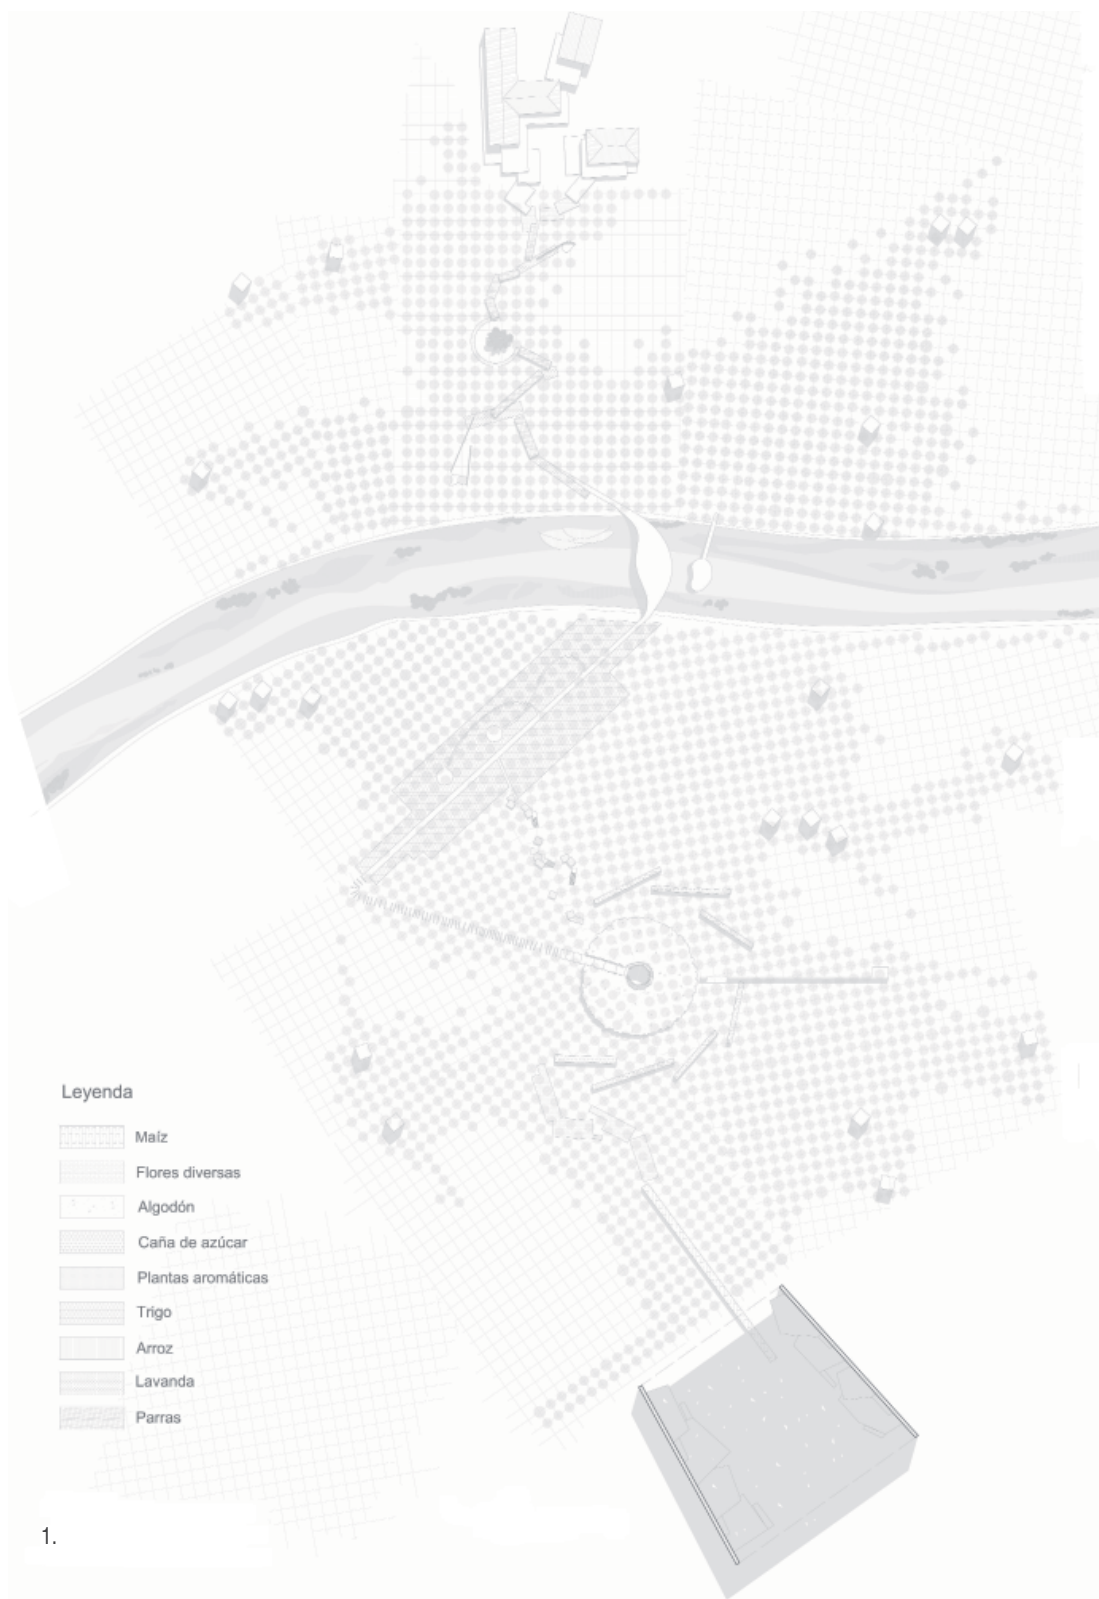 Leyenda
Maíz
Flores diversas
Algodón
Caña de azúcar
Plantas aromáticas
Trigo
Arroz
Lavanda
Parras
1.